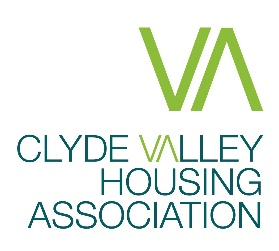 VA
CLYDE VALLEY
HOUSING
ASSOCIATION